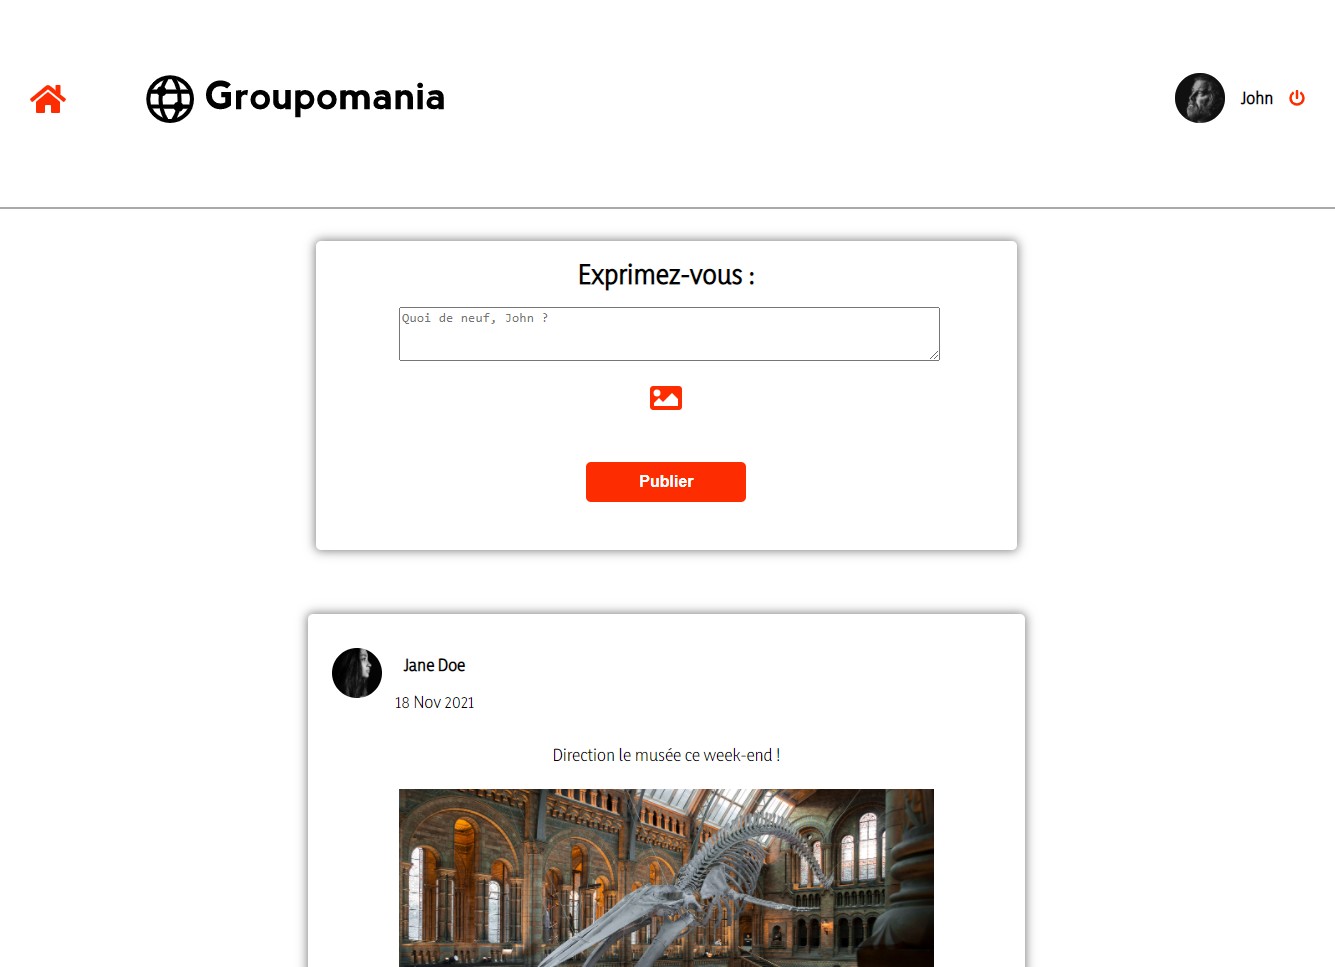 Groupomania
John
Exprimez-vous :
Quoi de neuf, John ?
Publier
Jane Doe
18 Nov 2021
Direction le musée ce week-end !